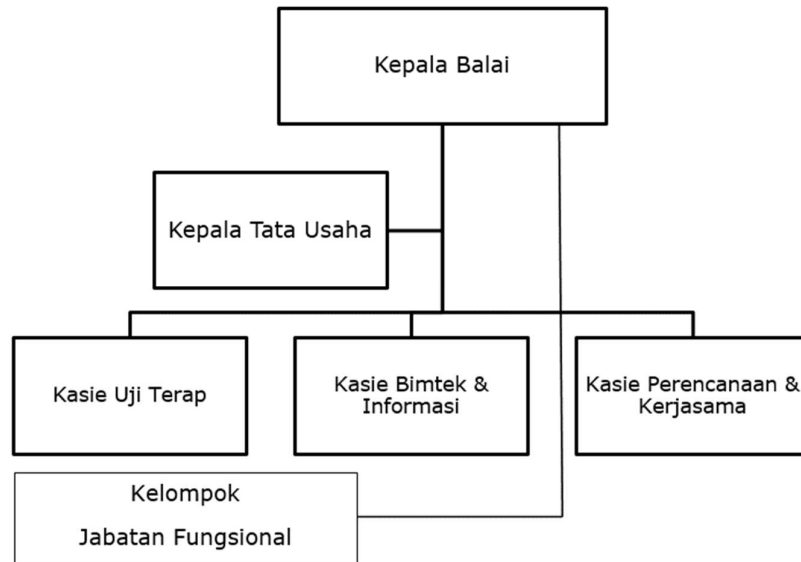 Kepala Balai
Kepala Tata Usaha
Kasie Uji Terap
Kasie Bimtek &
Informasi
Kasie Perencanaan &
Kerjasama
Kelompok
Jabatan Fungsional